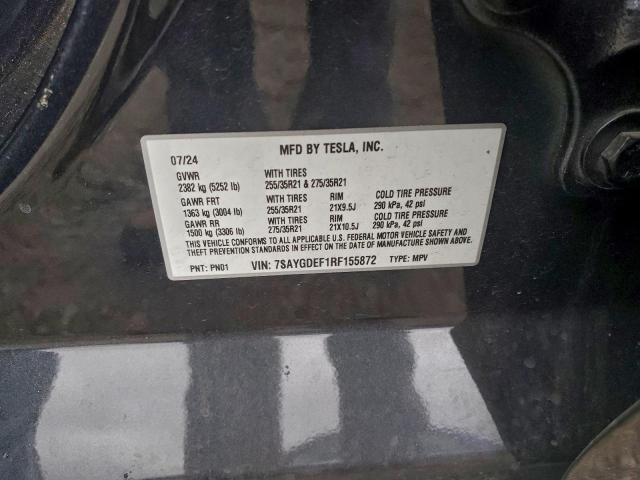 MFD BY TESLA, INC.
07/24
GVWR WITH TIRES
2382 kg (5252 lb) 255/35R21 & 275/35R21
GAWR FRT WITH TIRES RIM COLD TIRE PRESSURE
1363 kg (3004 lb) 255/35R21 21X9.5J 290 kPa, 42 psi
GAWR RR WITH TIRES RIM COLD TIRE PRESSURE
1500 kg (3306 lb) 275/35R21 21X10.5J 290 kPa, 42 psi
THIS VEHICLE CONFORMS TO ALL APPLICABLE U.S. FEDERAL MOTOR VEHICLE SAFETY AND
THEFT PREVENTION STANDARDS IN EFFECT ON THE DATE OF MANUFACTURE SHOWN ABOVE.
PNT: PN01 VIN: 7SAYGDEF1RF155872 TYPE: MPV